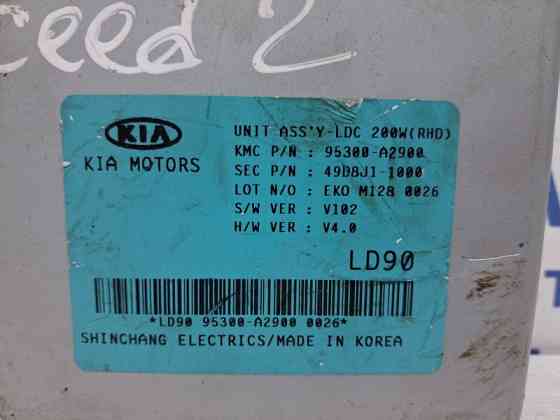 ceed 2
KIA
KIA MOTORS
UNIT ASS'Y-LDC 200W(RHD)
KMC P/N : 95300-A2900
SEC P/N : 49D8J1-1000
LOT N/O : EKO M128 0026
S/W VER : V102
H/W VER : V4.0
LD90
*LD90 95300-A2900 0026*
SHINCHANG ELECTRICS/MADE IN KOREA